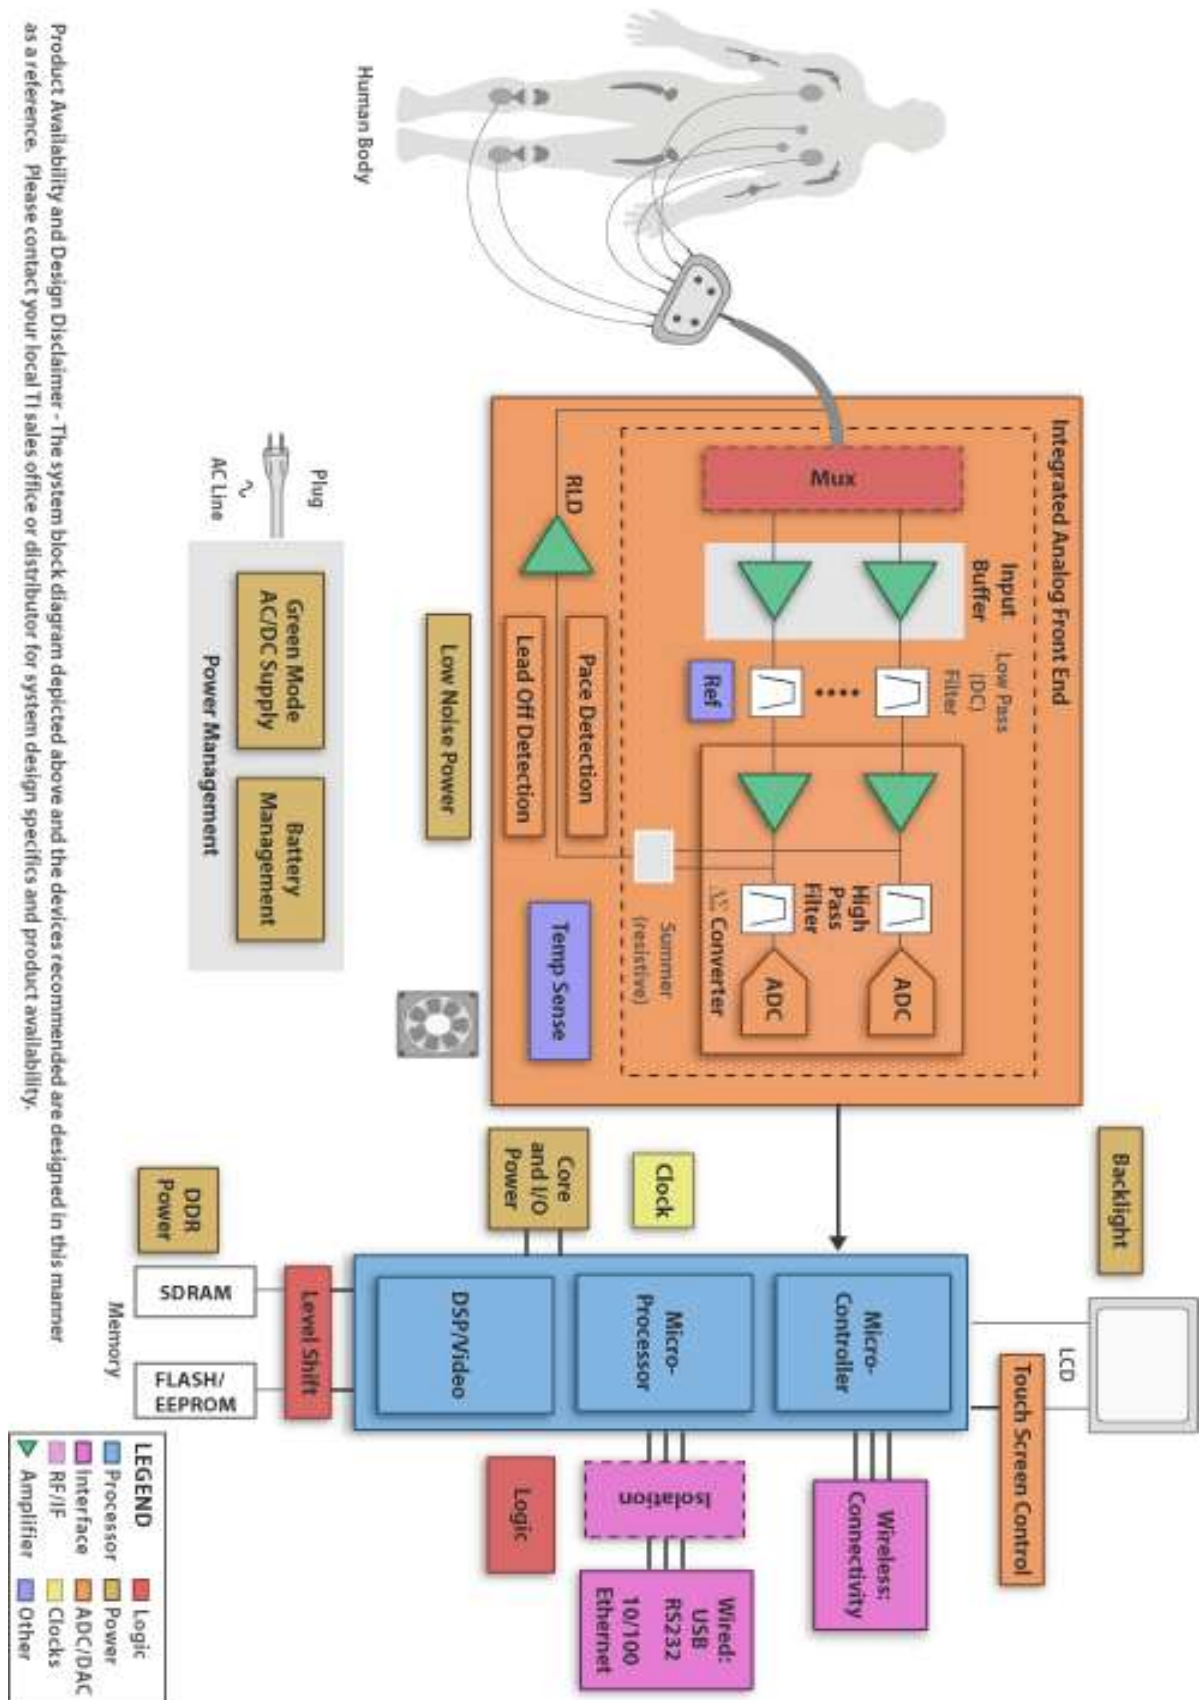 Backlight
LCD
Touch Screen Control
Integrated Analog Front End
Mux
Input
Buffer
Low Pass
(DC)
Filter
Ref
High
Pass
Filter
ADC
ADC
ΔΣ Converter
Summer
(resistive)
RLD
Pace Detection
Lead Off Detection
Temp Sense
Low Noise Power
Human Body
Plug
AC Line
Green Mode
AC/DC Supply
Battery
Management
Power Management
Clock
Core
and I/O
Power
Micro-
Controller
Micro-
Processor
DSP/Video
Wireless:
Connectivity
Isolation
Wired:
USB
RS232
10/100
Ethernet
Logic
Level Shift
DDR
Power
SDRAM
FLASH/
EEPROM
Memory
LEGEND
Processor
Interface
RF/IF
Amplifier
Logic
Power
ADC/DAC
Clocks
Other
Product Availability and Design Disclaimer - The system block diagram depicted above and the devices recommended are designed in this manner
as a reference. Please contact your local TI sales office or distributor for system design specifics and product availability.